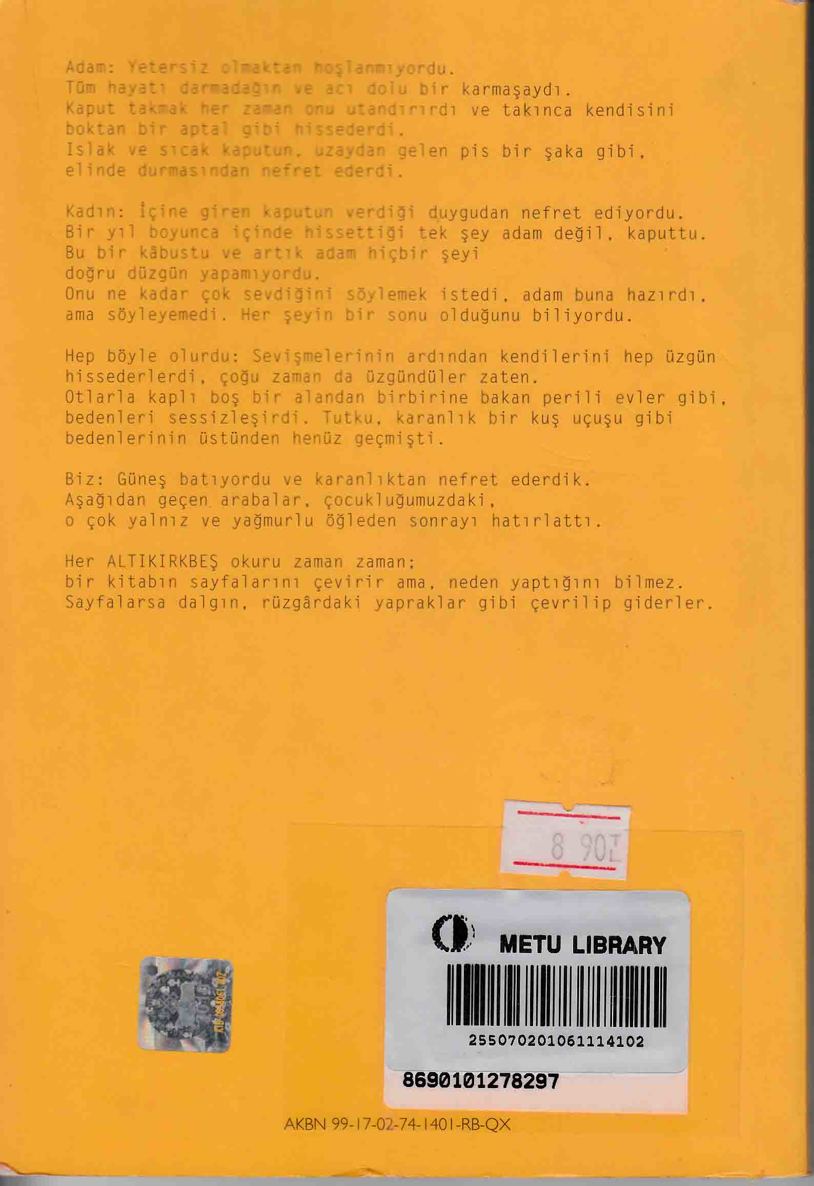 Adam: Yetersiz olmaktan hoşlanmıyordu.
Tüm hayatı darmadağın ve acı dolu bir karmaşaydı.
Kaput takmak her zaman onu utandırırdı ve takınca kendisini
boktan bir aptal gibi hissederdi.
Islak ve sıcak kaputun, uzaydan gelen pis bir şaka gibi,
elinde durmasından nefret ederdi.
Kadın: İçine giren kaputun verdiği duygudan nefret ediyordu.
Bir yıl boyunca içinde hissettiği tek şey adam değil, kaputtu.
Bu bir kâbustu ve artık adam hiçbir şeyi
doğru düzgün yapamıyordu.
Onu ne kadar çok sevdiğini söylemek istedi, adam buna hazırdı,
ama söyleyemedi. Her şeyin bir sonu olduğunu biliyordu.
Hep böyle olurdu: Sevişmelerinin ardından kendilerini hep üzgün
hissederlerdi, çoğu zaman da üzgündüler zaten.
Otlarla kaplı boş bir alandan birbirine bakan perili evler gibi,
bedenleri sessizleşirdi. Tutku, karanlık bir kuş uçuşu gibi
bedenlerinin üstünden henüz geçmişti.
Biz: Güneş batıyordu ve karanlıktan nefret ederdik.
Aşağıdan geçen arabalar, çocukluğumuzdaki,
o çok yalnız ve yağmurlu öğleden sonrayı hatırlattı.
Her ALTIKIRKBEŞ okuru zaman zaman;
bir kitabın sayfalarını çevirir ama, neden yaptığını bilmez.
Sayfalarsa dalgın, rüzgârdaki yapraklar gibi çevrilip giderler.
METU LIBRARY
255070201061114102
8690101278297
AKBN 99-17-02-74-1401-RB-QX